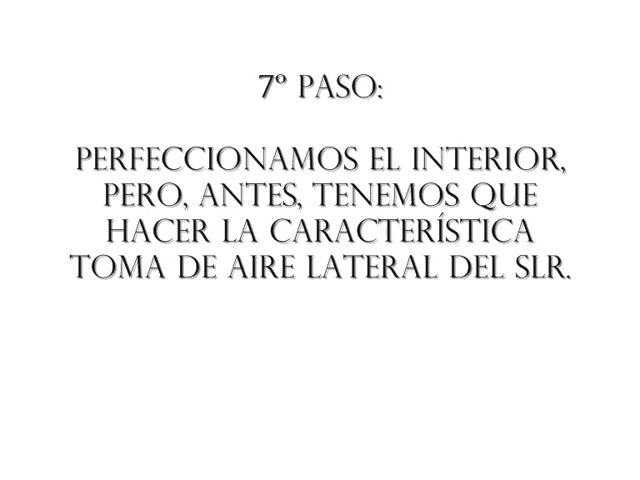 7º PASO:
PERFECCIONAMOS EL INTERIOR,
PERO, ANTES, TENEMOS QUE
HACER LA CARACTERÍSTICA
TOMA DE AIRE LATERAL DEL SLR.